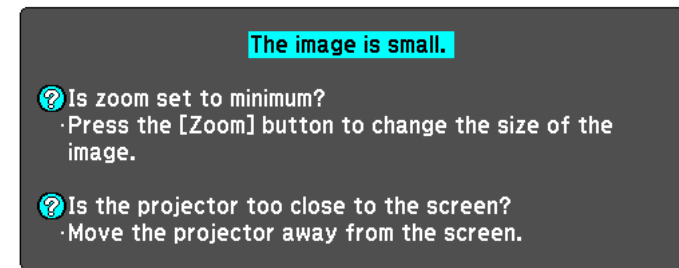 The image is small.
?Is zoom set to minimum?
·Press the [Zoom] button to change the size of the
image.
?Is the projector too close to the screen?
·Move the projector away from the screen.